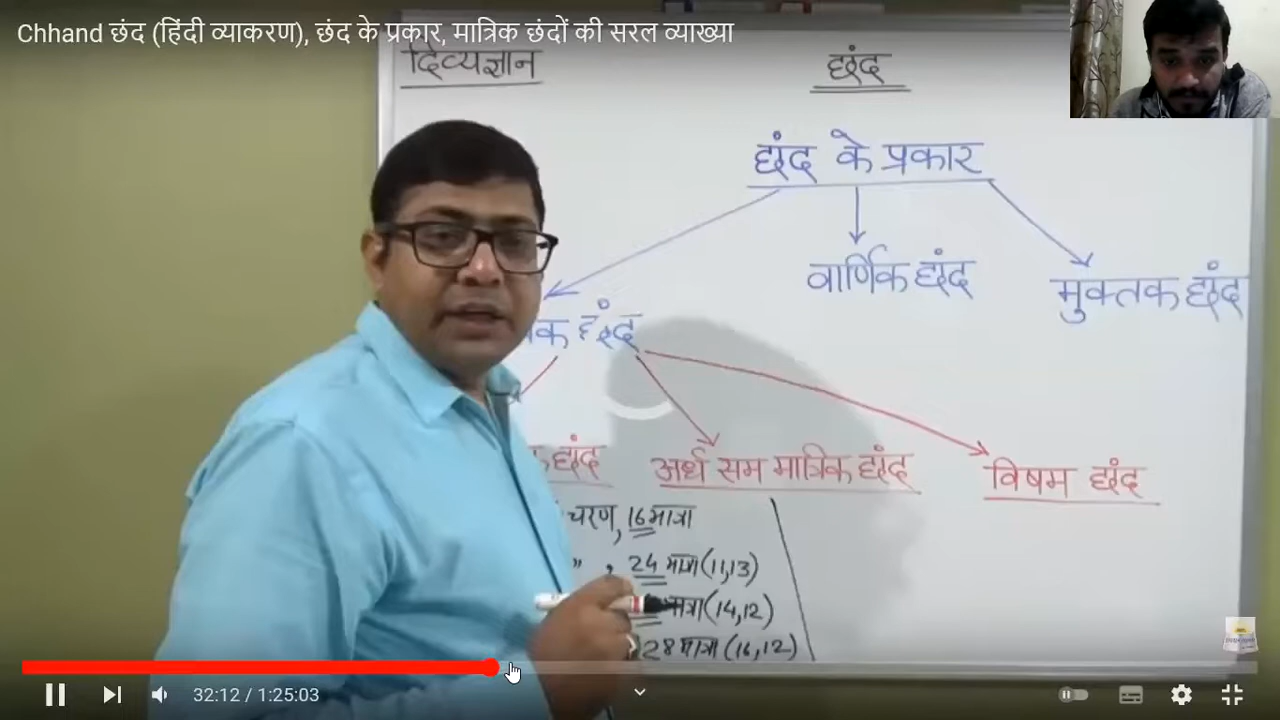 Chhand छंद (हिंदी व्याकरण), छंद के प्रकार, मात्रिक छंदों की सरल व्याख्या
दिव्यज्ञान
छंद
छंद के प्रकार
वार्णिक छंद
मुक्तक छंद
छंद
छंद
अर्ध सम मात्रिक छंद
विषम छंद
चरण, 16 मात्रा
" , 24 मात्रा (11,13)
मात्रा (14,12)
28 मात्रा (16,12)
32:12 / 1:25:03